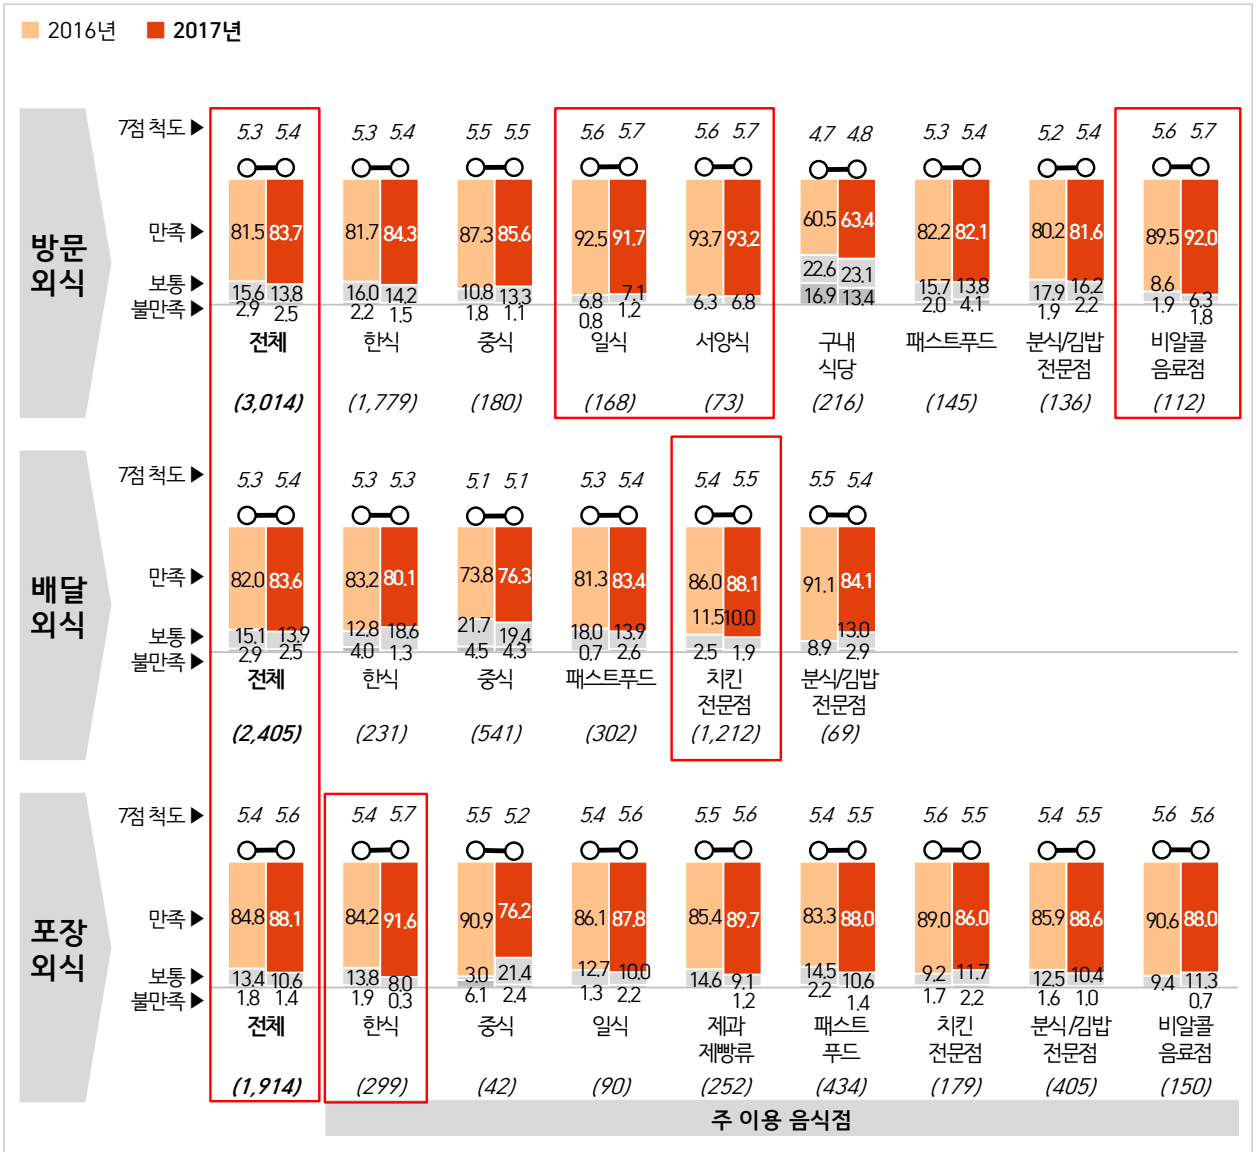 2016년 2017년
방문
외식
7점 척도 ▶ 5.3 5.4 5.3 5.4 5.5 5.5 5.6 5.7 5.6 5.7 4.7 4.8 5.3 5.4 5.2 5.4 5.6 5.7
만족 ▶ 81.5 83.7 81.7 84.3 87.3 85.6 92.5 91.7 93.7 93.2 60.5 63.4 82.2 82.1 80.2 81.6 89.5 92.0
보통 ▶ 15.6 13.8 16.0 14.2 10.8 13.3 6.8 7.1 6.3 6.8 22.6 23.1 15.7 13.8 17.9 16.2 8.6 6.3
불만족 ▶ 2.9 2.5 2.2 1.5 1.8 1.1 0.8 1.2 16.9 13.4 2.0 4.1 1.9 2.2 1.9 1.8
전체 한식 중식 일식 서양식 구내 패스트푸드 분식/김밥 비알콜
식당 전문점 음료점
(3,014) (1,779) (180) (168) (73) (216) (145) (136) (112)
배달
외식
7점 척도 ▶ 5.3 5.4 5.3 5.3 5.1 5.1 5.3 5.4 5.4 5.5 5.5 5.4
만족 ▶ 82.0 83.6 83.2 80.1 73.8 76.3 81.3 83.4 86.0 88.1 91.1 84.1
보통 ▶ 15.1 13.9 12.8 18.6 21.7 19.4 18.0 13.9 11.5 10.0 8.9 13.0
불만족 ▶ 2.9 2.5 4.0 1.3 4.5 4.3 0.7 2.6 2.5 1.9 2.9
전체 한식 중식 패스트푸드 치킨 분식/김밥
전문점 전문점
(2,405) (231) (541) (302) (1,212) (69)
포장
외식
7점 척도 ▶ 5.4 5.6 5.4 5.7 5.5 5.2 5.4 5.6 5.5 5.6 5.4 5.5 5.6 5.5 5.4 5.5 5.6 5.6
만족 ▶ 84.8 88.1 84.2 91.6 90.9 76.2 86.1 87.8 85.4 89.7 83.3 88.0 89.0 86.0 85.9 88.6 90.6 88.0
보통 ▶ 13.4 10.6 13.8 8.0 3.0 21.4 12.7 10.0 14.6 9.1 14.5 10.6 9.2 11.7 12.5 10.4 9.4 11.3
불만족 ▶ 1.8 1.4 1.9 0.3 6.1 2.4 1.3 2.2 1.2 2.2 1.4 1.7 2.2 1.6 1.0 0.7
전체 한식 중식 일식 제과 패스트 치킨 분식/김밥 비알콜
제빵류 푸드 전문점 전문점 음료점
(1,914) (299) (42) (90) (252) (434) (179) (405) (150)
주 이용 음식점